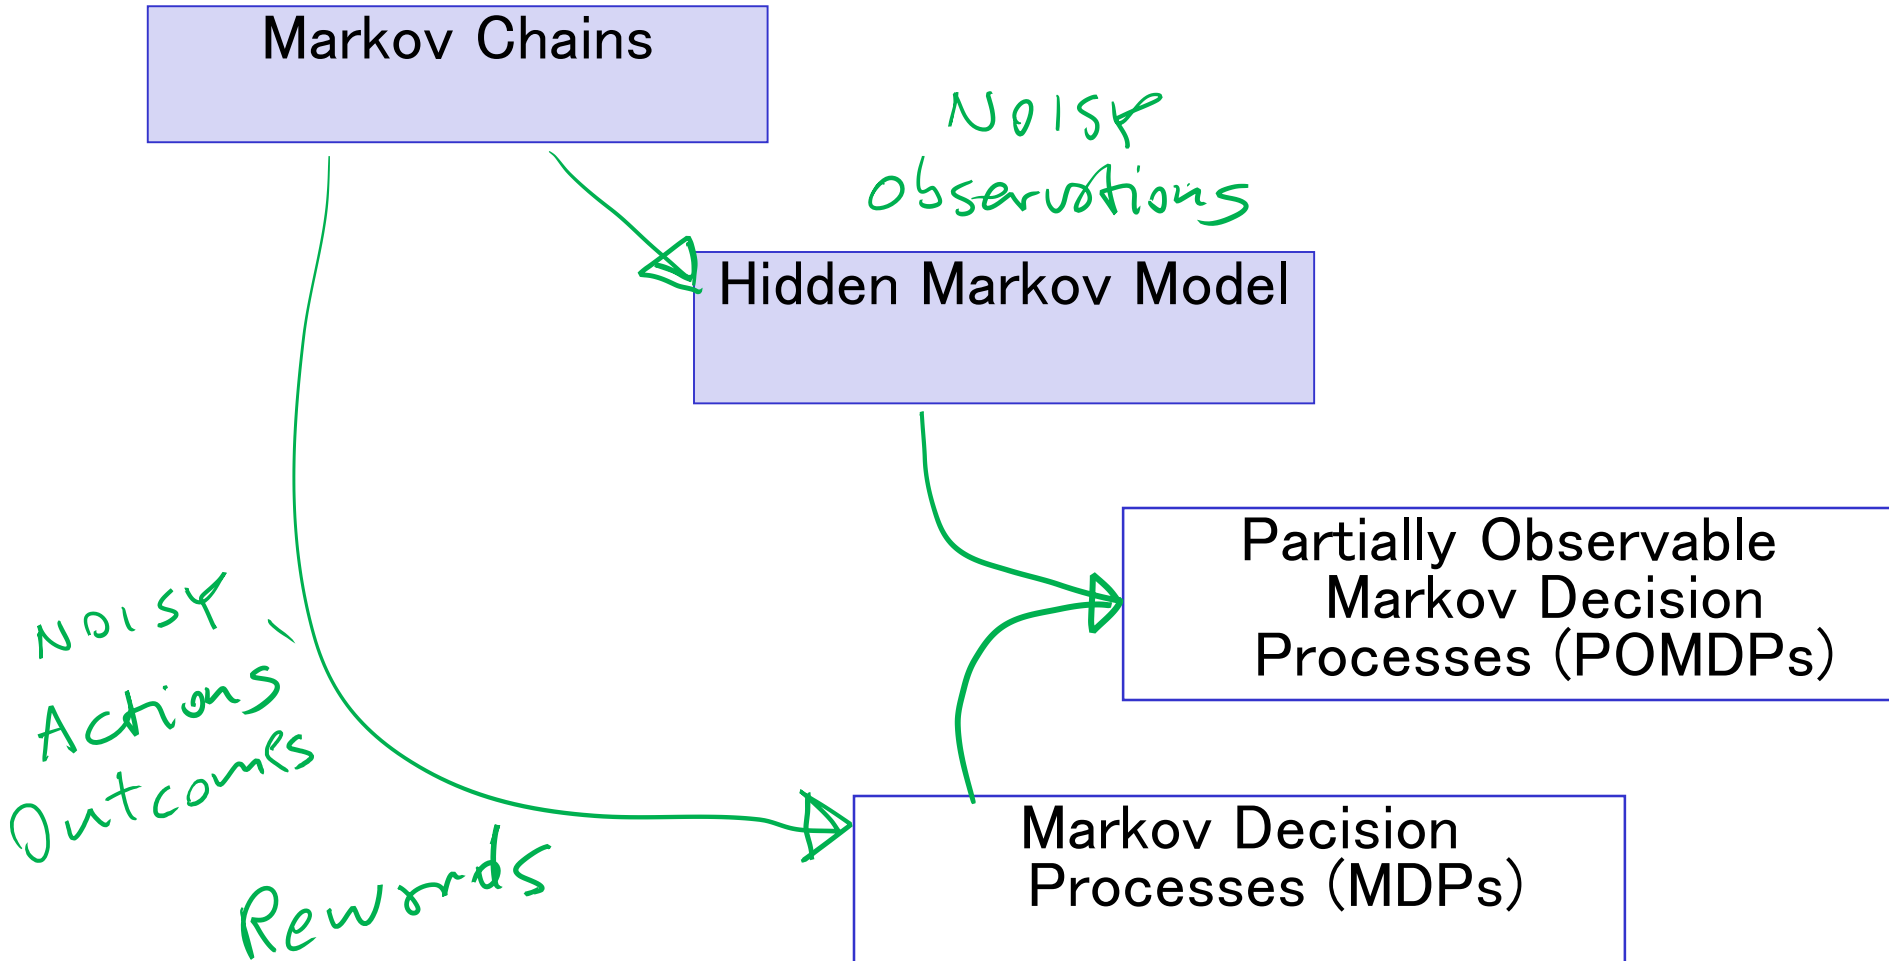 Markov Chains
NOISY
observations
Hidden Markov Model
Partially Observable
Markov Decision
Processes (POMDPs)
NOISY
Actions
Outcomes
Rewards
Markov Decision
Processes (MDPs)